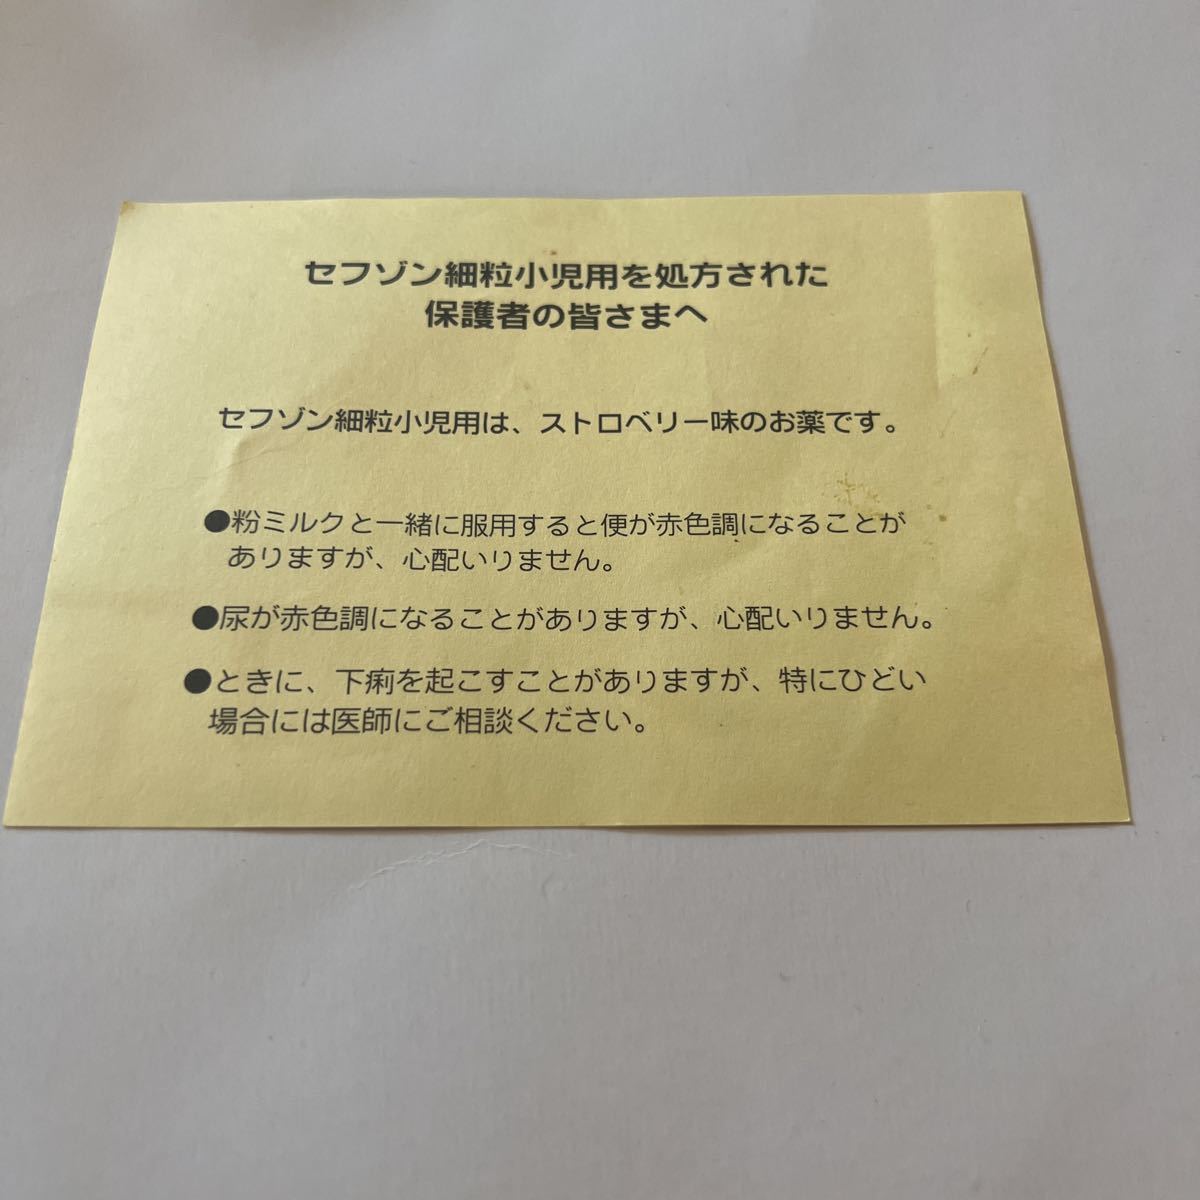 セフゾン細粒小児用を処方された
保護者の皆さまへ
セフゾン細粒小児用は、ストロベリー味のお薬です。
●粉ミルクと一緒に服用すると便が赤色調になることが
ありますが、心配いりません。
●尿が赤色調になることがありますが、心配いりません。
●ときに、下痢を起こすことがありますが、特にひどい
場合には医師にご相談ください。